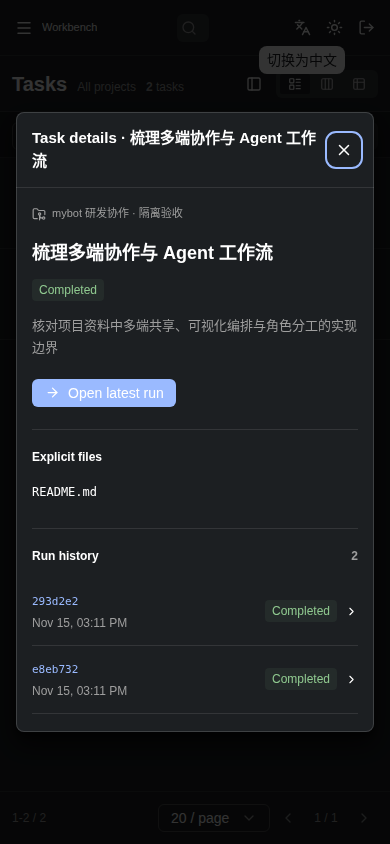 Workbench
切换为中文
Tasks All projects 2 tasks
Task details · 梳理多端协作与 Agent 工作
流
mybot 研发协作 · 隔离验收
梳理多端协作与 Agent 工作流
Completed
核对项目资料中多端共享、可视化编排与角色分工的实现
边界
Open latest run
Explicit files
README.md
Run history 2
293d2e2
Completed
Nov 15, 03:11 PM
e8eb732
Completed
Nov 15, 03:11 PM
1-2 / 2 20 / page 1 / 1